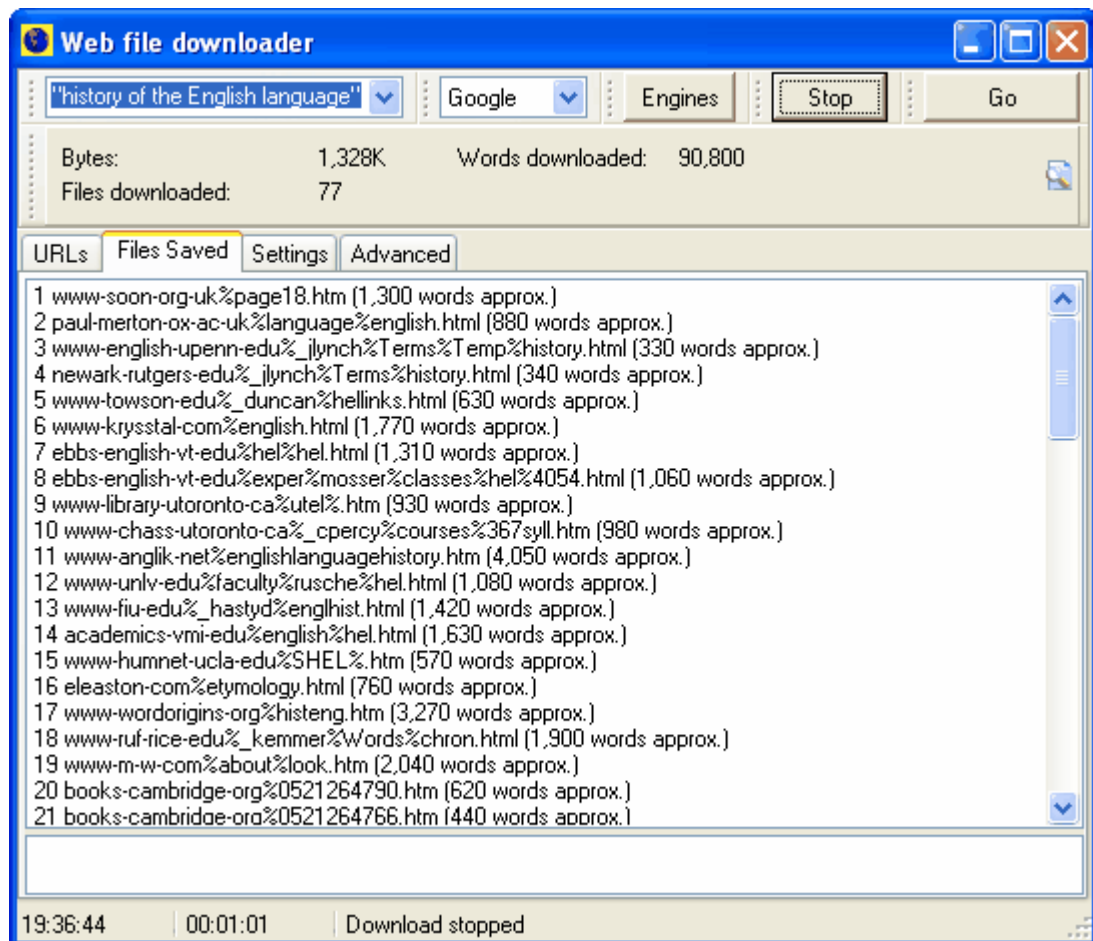 Web file downloader
"history of the English language" Google Engines Stop Go
Bytes: 1,328K Words downloaded: 90,800
Files downloaded: 77
URLs Files Saved Settings Advanced
1 www-soon-org-uk%page18.htm (1,300 words approx.)
2 paul-merton-ox-ac-uk%language%english.html (880 words approx.)
3 www-english-upenn-edu%_jlynch%Terms%Temp%history.html (330 words approx.)
4 newark-rutgers-edu%_jlynch%Terms%history.html (340 words approx.)
5 www-towson-edu%_duncan%hellinks.html (630 words approx.)
6 www-krysstal-com%english.html (1,770 words approx.)
7 ebbs-english-vt-edu%hel%hel.html (1,310 words approx.)
8 ebbs-english-vt-edu%exper%mosser%classes%hel%4054.html (1,060 words approx.)
9 www-library-utoronto-ca%utel%.htm (930 words approx.)
10 www-chass-utoronto-ca%_cpercy%courses%367syll.htm (980 words approx.)
11 www-anglik-net%englishlanguagehistory.htm (4,050 words approx.)
12 www-unlv-edu%faculty%rusche%hel.html (1,080 words approx.)
13 www-fiu-edu%_hastyd%englhist.html (1,420 words approx.)
14 academics-vmi-edu%english%hel.html (1,630 words approx.)
15 www-humnet-ucla-edu%SHEL%.htm (570 words approx.)
16 eleaston-com%etymology.html (760 words approx.)
17 www-wordorigins-org%histeng.htm (3,270 words approx.)
18 www-ruf-rice-edu%_kemmer%Words%chron.html (1,900 words approx.)
19 www-m-w-com%about%look.htm (2,040 words approx.)
20 books-cambridge-org%0521264790.htm (620 words approx.)
21 books-cambridge-org%0521264766.htm (440 words approx.)
19:36:44 00:01:01 Download stopped